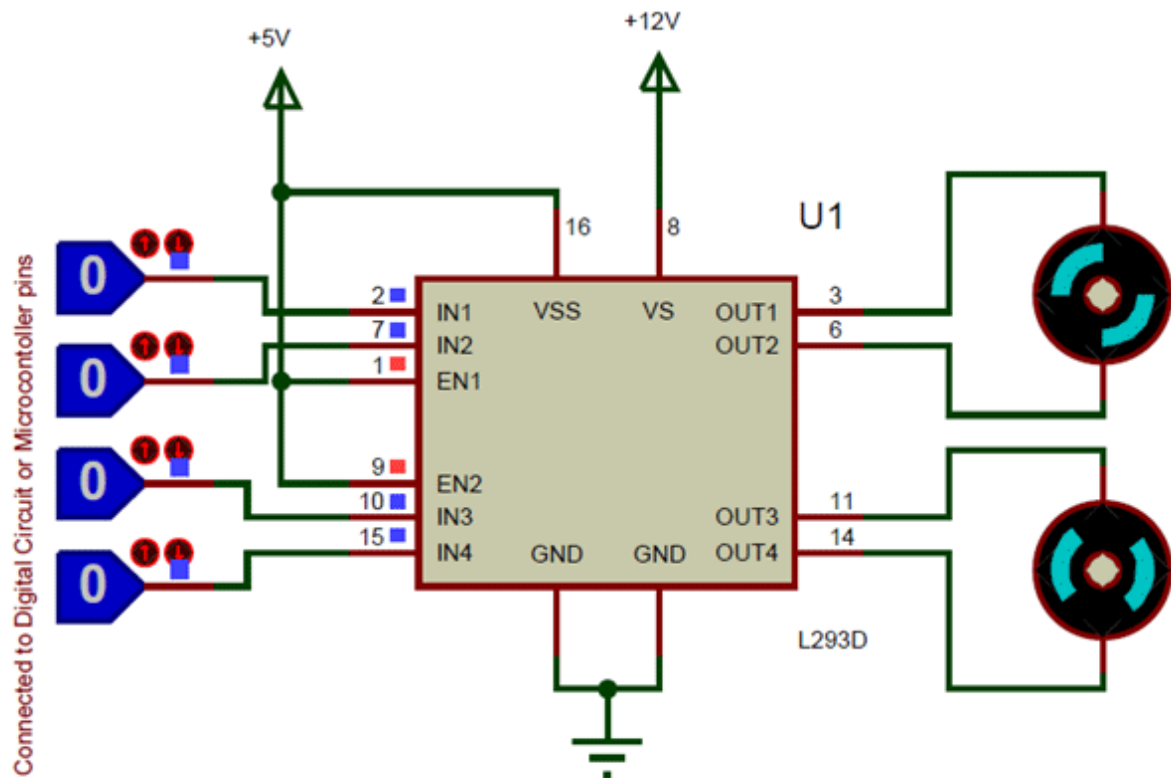 +5V
+12V
U1
16
8
Connected to Digital Circuit or Microcontoller pins
0
0
0
0
2
7
1
9
10
15
IN1
IN2
EN1
EN2
IN3
IN4
VSS
VS
GND
GND
OUT1
OUT2
OUT3
OUT4
3
6
11
14
L293D